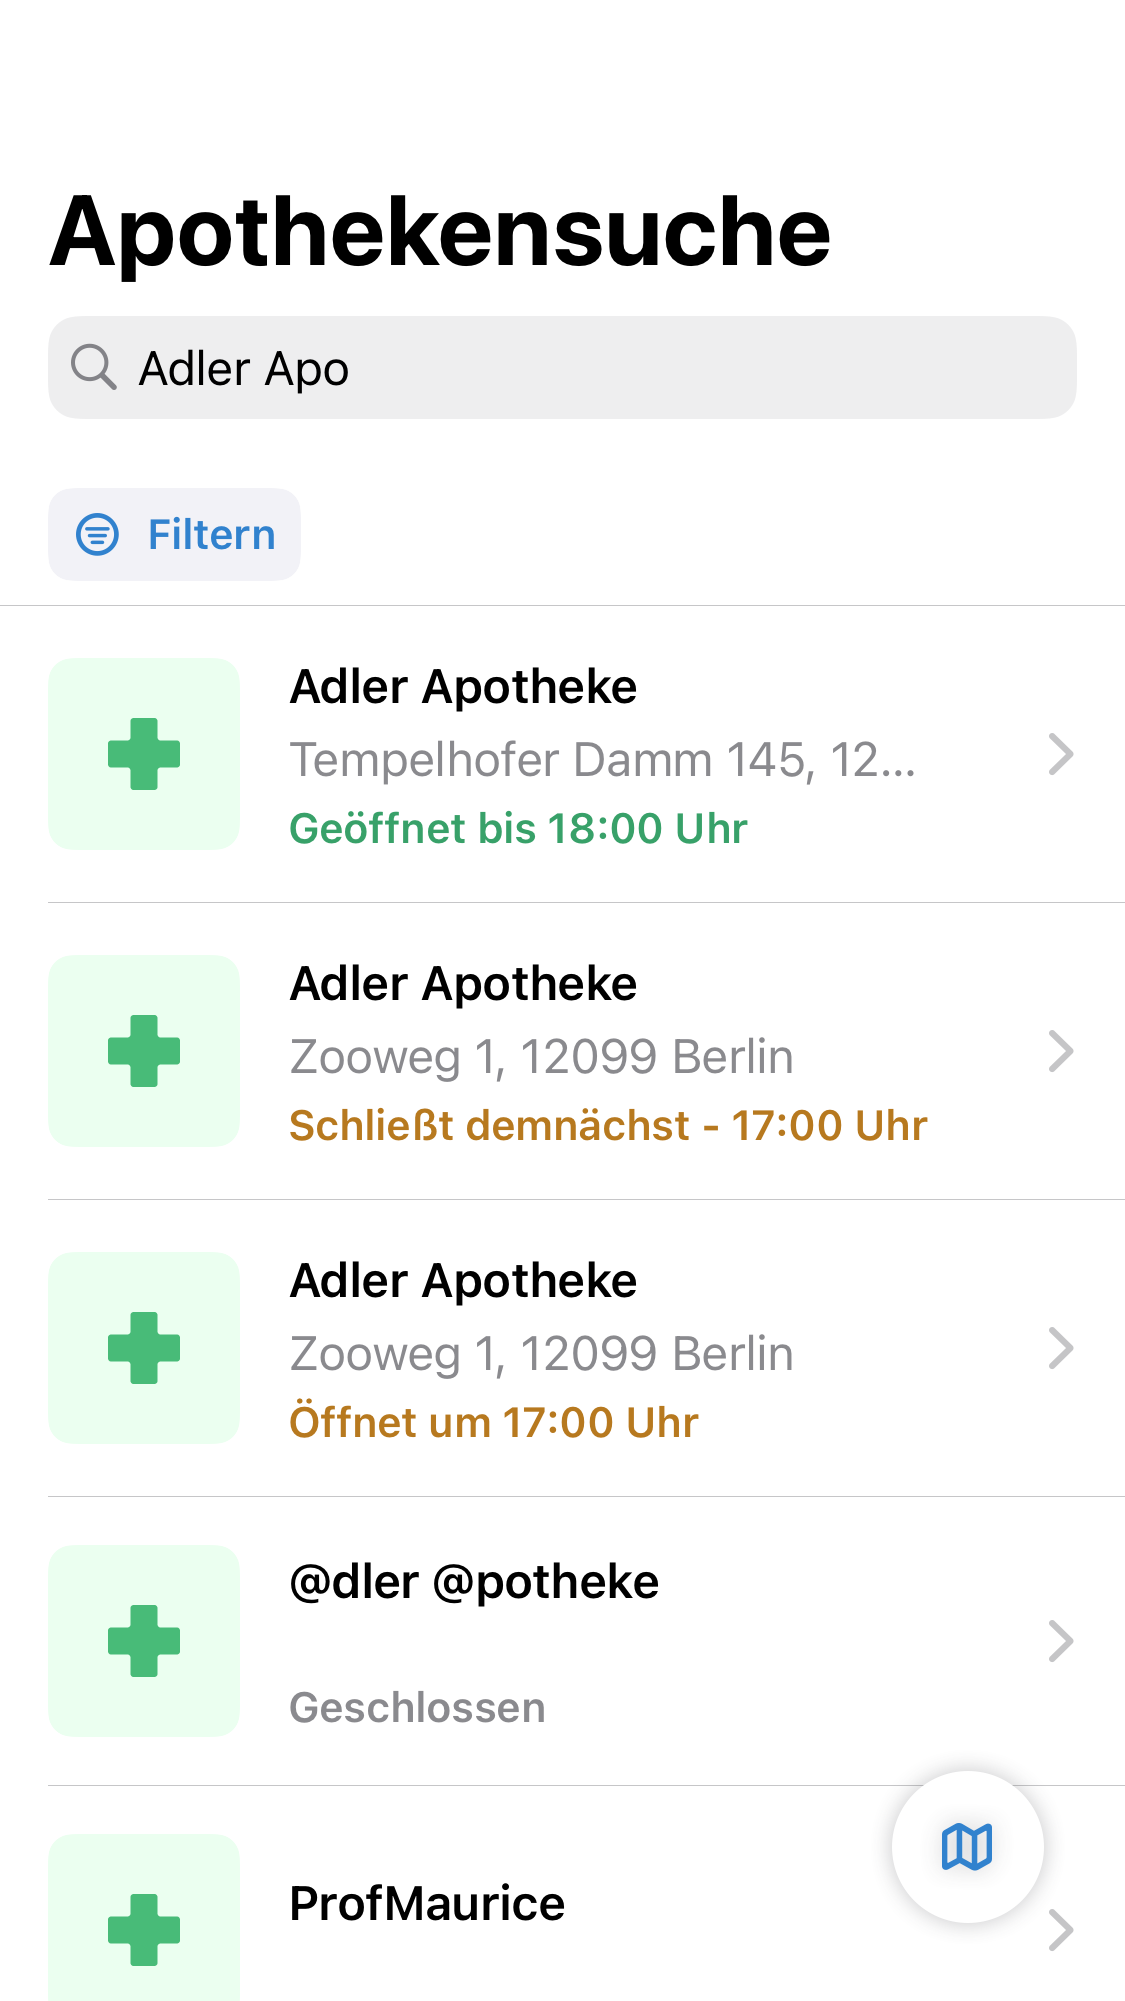 Apothekensuche
Adler Apo
Filtern
Adler Apotheke
Tempelhofer Damm 145, 12...
Geöffnet bis 18:00 Uhr
Adler Apotheke
Zooweg 1, 12099 Berlin
Schließt demnächst - 17:00 Uhr
Adler Apotheke
Zooweg 1, 12099 Berlin
Öffnet um 17:00 Uhr
@dler @potheke
Geschlossen
ProfMaurice